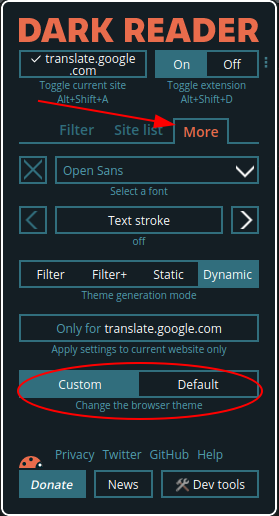 DARK READER
translate.google
.com
On Off
Toggle current site
Alt+Shift+A
Toggle extension
Alt+Shift+D
Filter Site list More
Open Sans
Select a font
Text stroke
off
Filter Filter+ Static Dynamic
Theme generation mode
Only for translate.google.com
Apply settings to current website only
Custom Default
Change the browser theme
Privacy Twitter GitHub Help
Donate News Dev tools